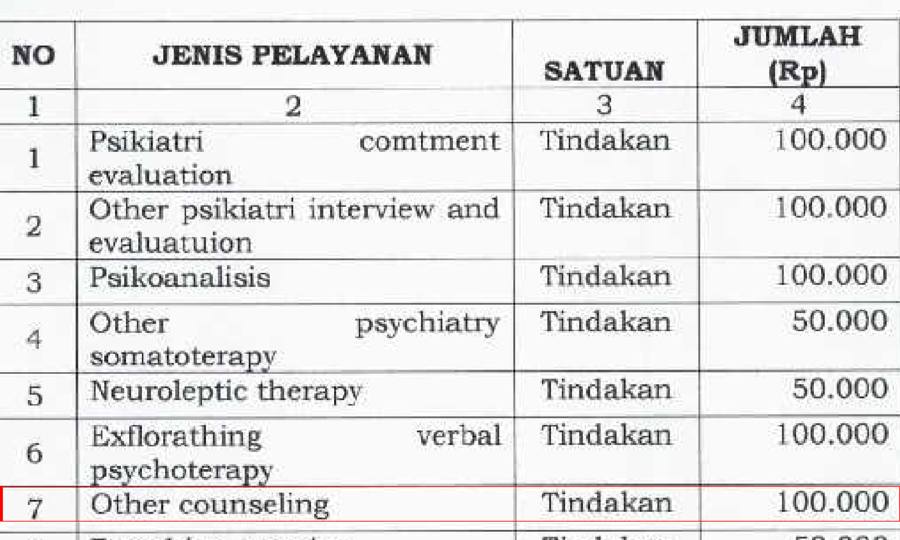 NO JENIS PELAYANAN SATUAN JUMLAH (Rp)
1 2 3 4
1 Psikiatri comtment Tindakan 100.000
evaluation
2 Other psikiatri interview and Tindakan 100.000
evaluatuion
3 Psikoanalisis Tindakan 100.000
4 Other psychiatry Tindakan 50.000
somatoterapy
5 Neuroleptic therapy Tindakan 50.000
6 Exflorathing verbal Tindakan 100.000
psychoterapy
7 Other counseling Tindakan 100.000